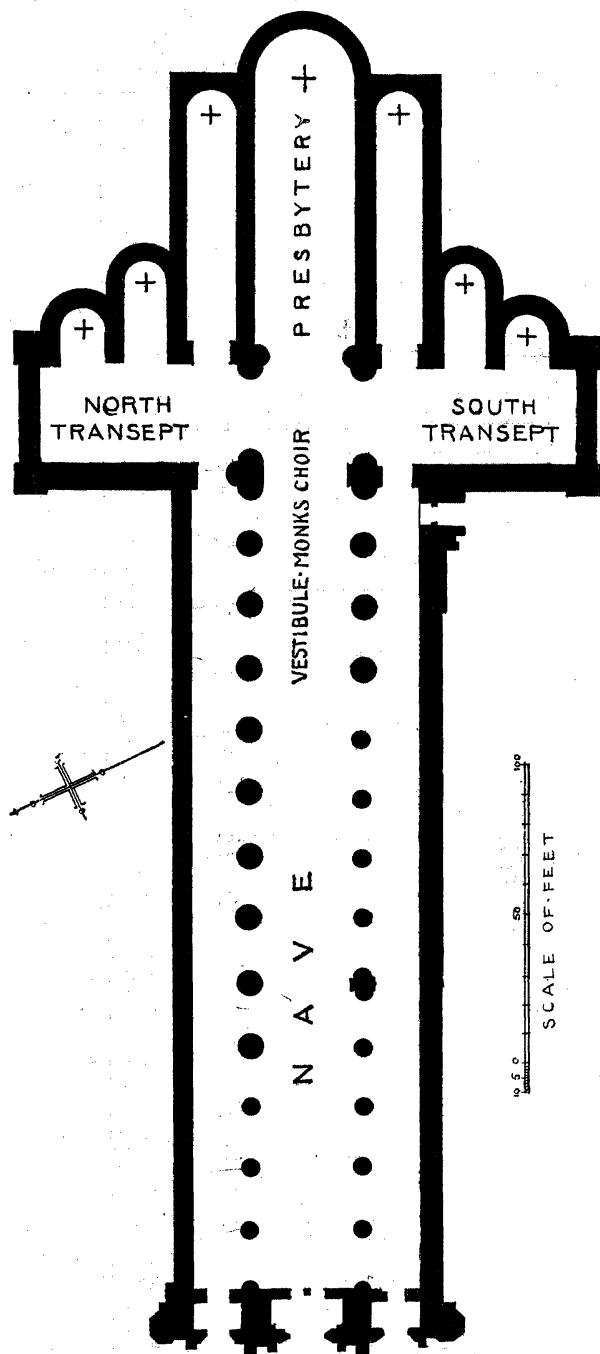 PRESBYTERY
NORTH
TRANSEPT
SOUTH
TRANSEPT
VESTIBULE·MONKS CHOIR
NAVE
100
50
10 5 0
SCALE OF·FEET